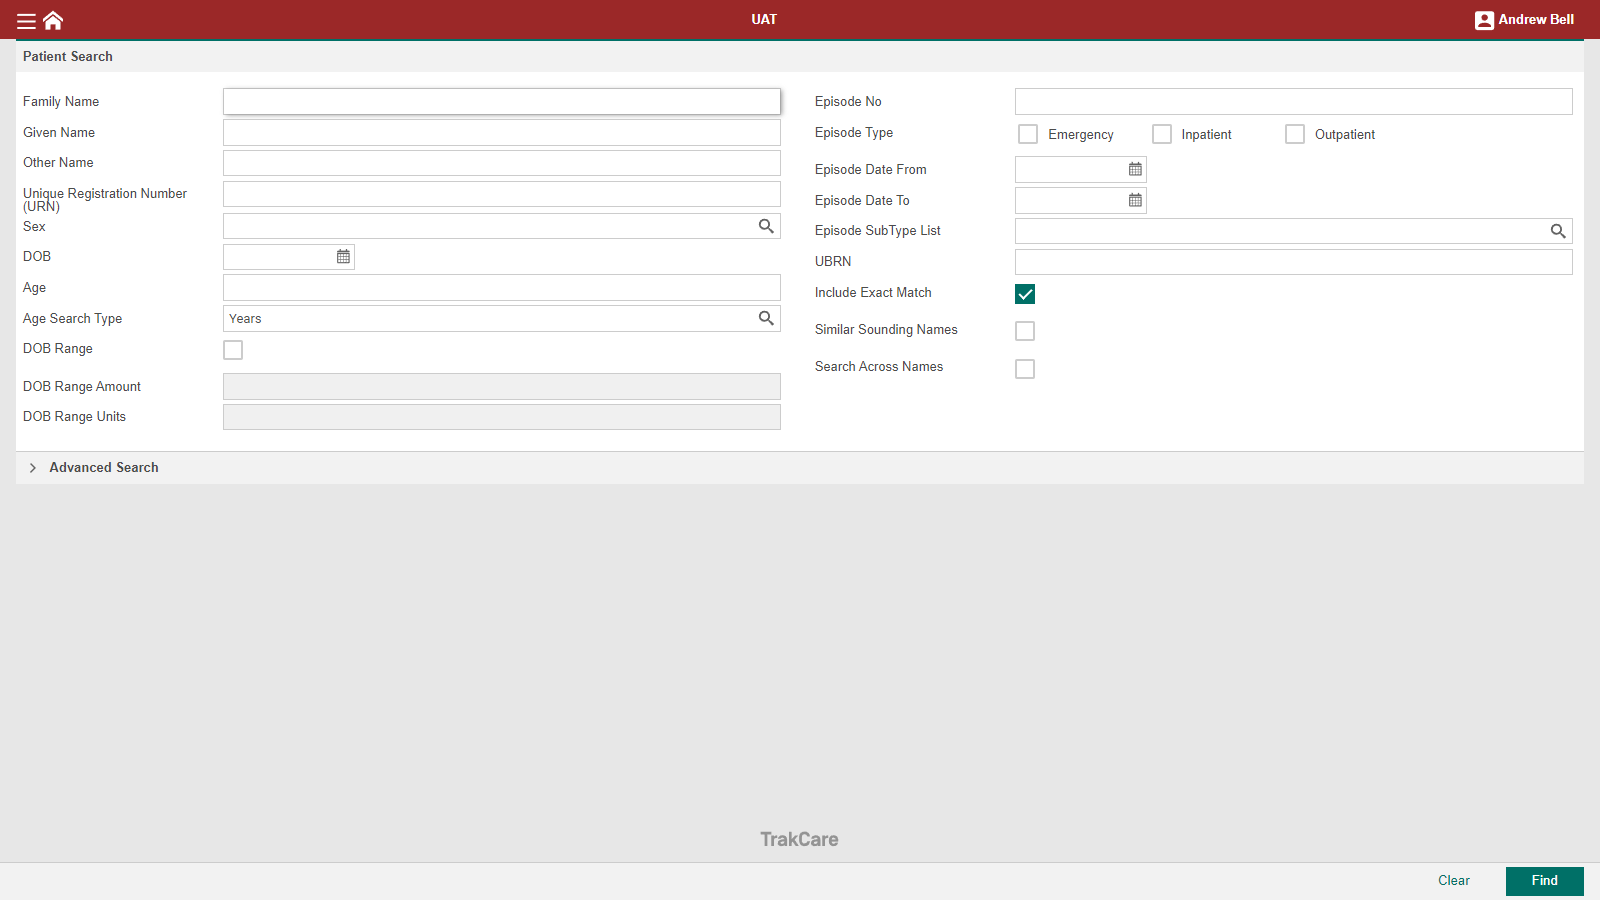 UAT
Andrew Bell
Patient Search
Family Name
Given Name
Other Name
Unique Registration Number
(URN)
Sex
DOB
Age
Age Search Type
Years
DOB Range
DOB Range Amount
DOB Range Units
Episode No
Episode Type
Emergency
Inpatient
Outpatient
Episode Date From
Episode Date To
Episode SubType List
UBRN
Include Exact Match
Similar Sounding Names
Search Across Names
Advanced Search
TrakCare
Clear
Find